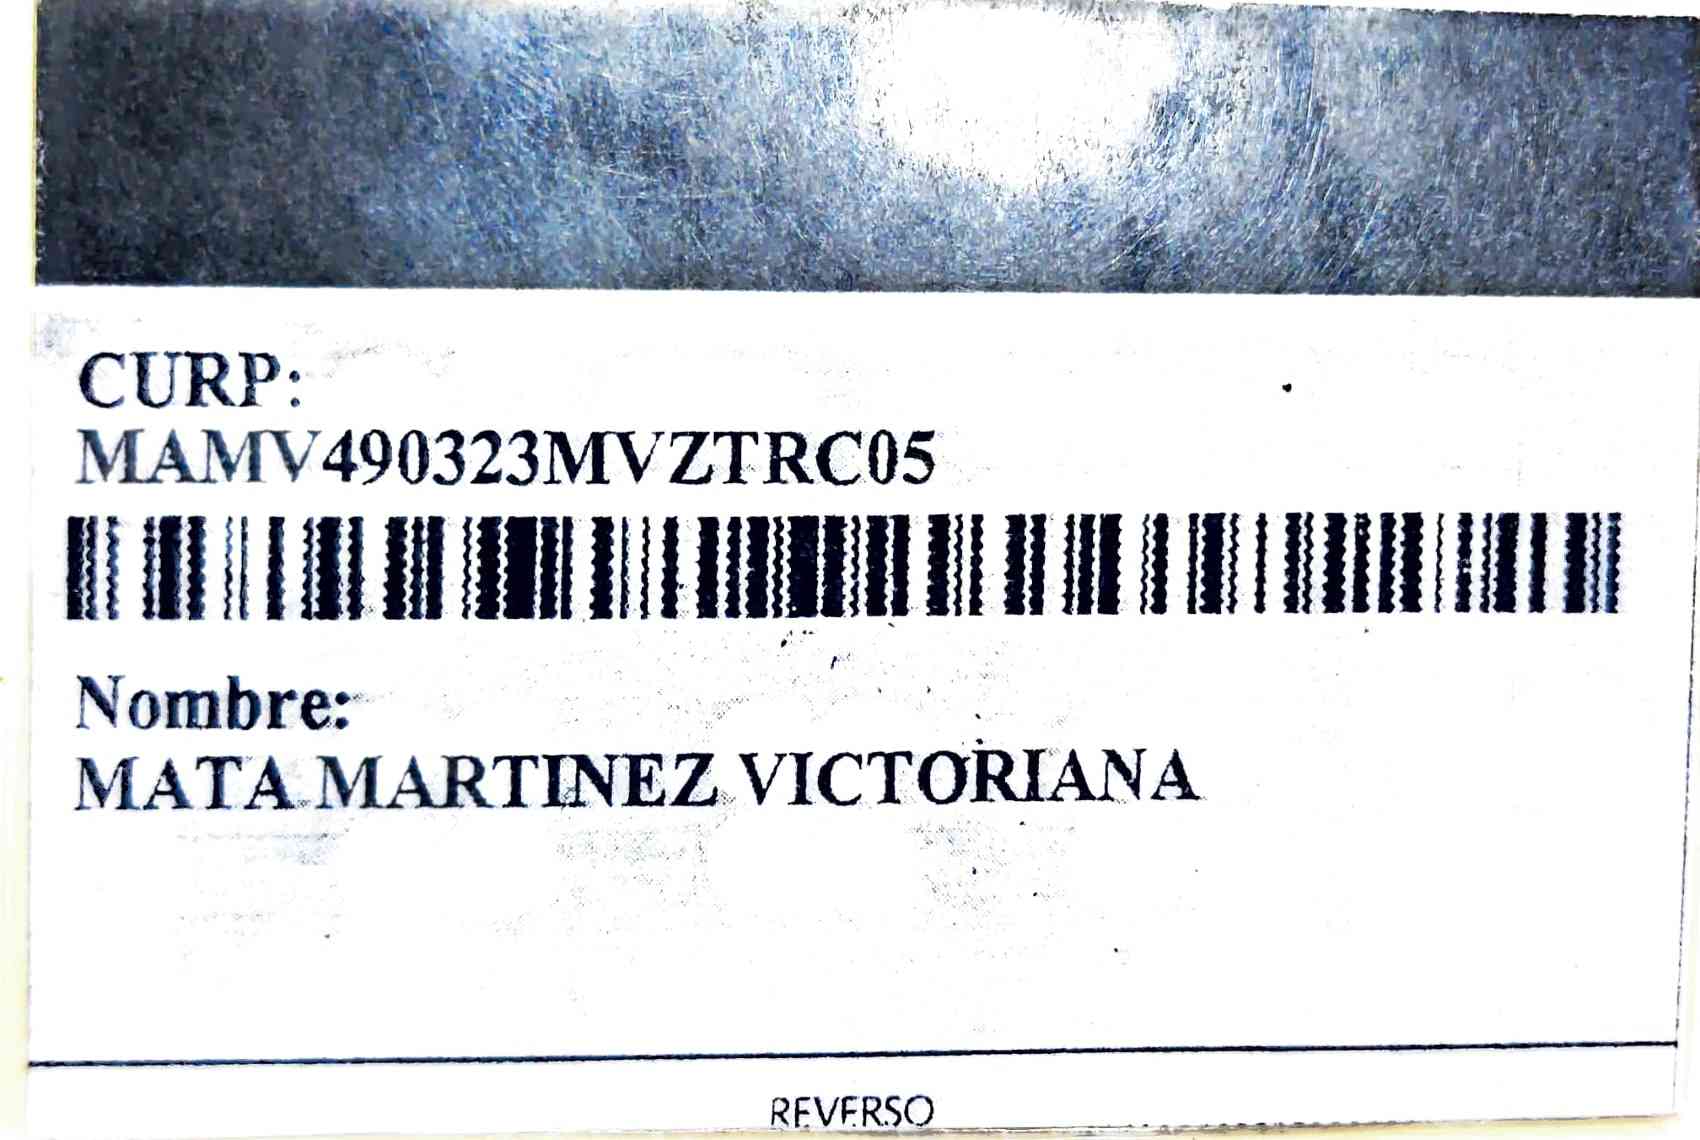 CURP:
MAMV490323MVZTRC05
Nombre:
MATA MARTINEZ VICTORIANA
REVERSO